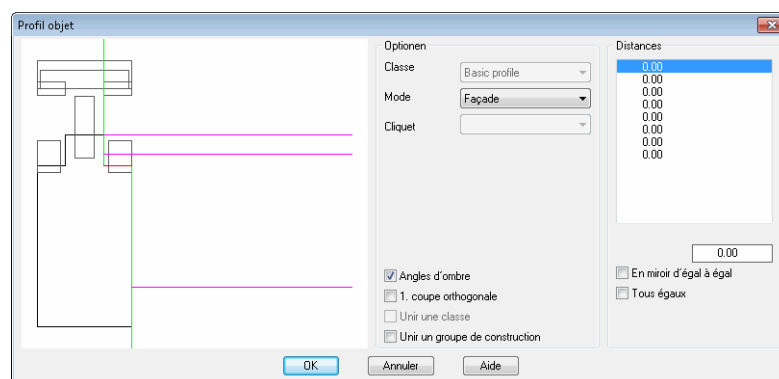 Profil objet
Optionen
Classe
Basic profile
Mode
Façade
Cliquet
Angles d'ombre
1. coupe orthogonale
Unir une classe
Unir un groupe de construction
Distances
0.00
0.00
0.00
0.00
0.00
0.00
0.00
0.00
0.00
En miroir d'égal à égal
Tous égaux
OK
Annuler
Aide